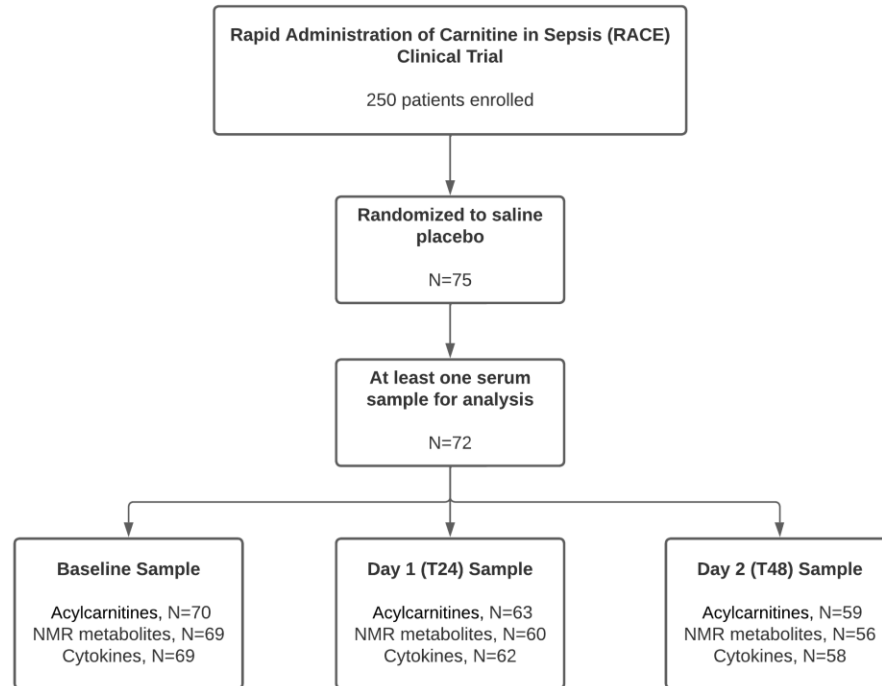 Rapid Administration of Carnitine in Sepsis (RACE)
Clinical Trial
250 patients enrolled
Randomized to saline
placebo
N=75
At least one serum
sample for analysis
N=72
Baseline Sample
Acylcarnitines, N=70
NMR metabolites, N=69
Cytokines, N=69
Day 1 (T24) Sample
Acylcarnitines, N=63
NMR metabolites, N=60
Cytokines, N=62
Day 2 (T48) Sample
Acylcarnitines, N=59
NMR metabolites, N=56
Cytokines, N=58